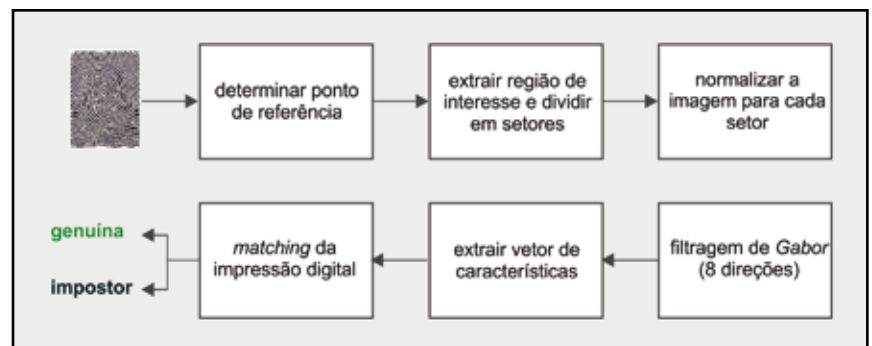 determinar ponto
de referência
extrair região de
interesse e dividir
em setores
normalizar a
imagem para cada
setor
filtragem de Gabor
(8 direções)
extrair vetor de
características
matching da
impressão digital
genuína
impostor